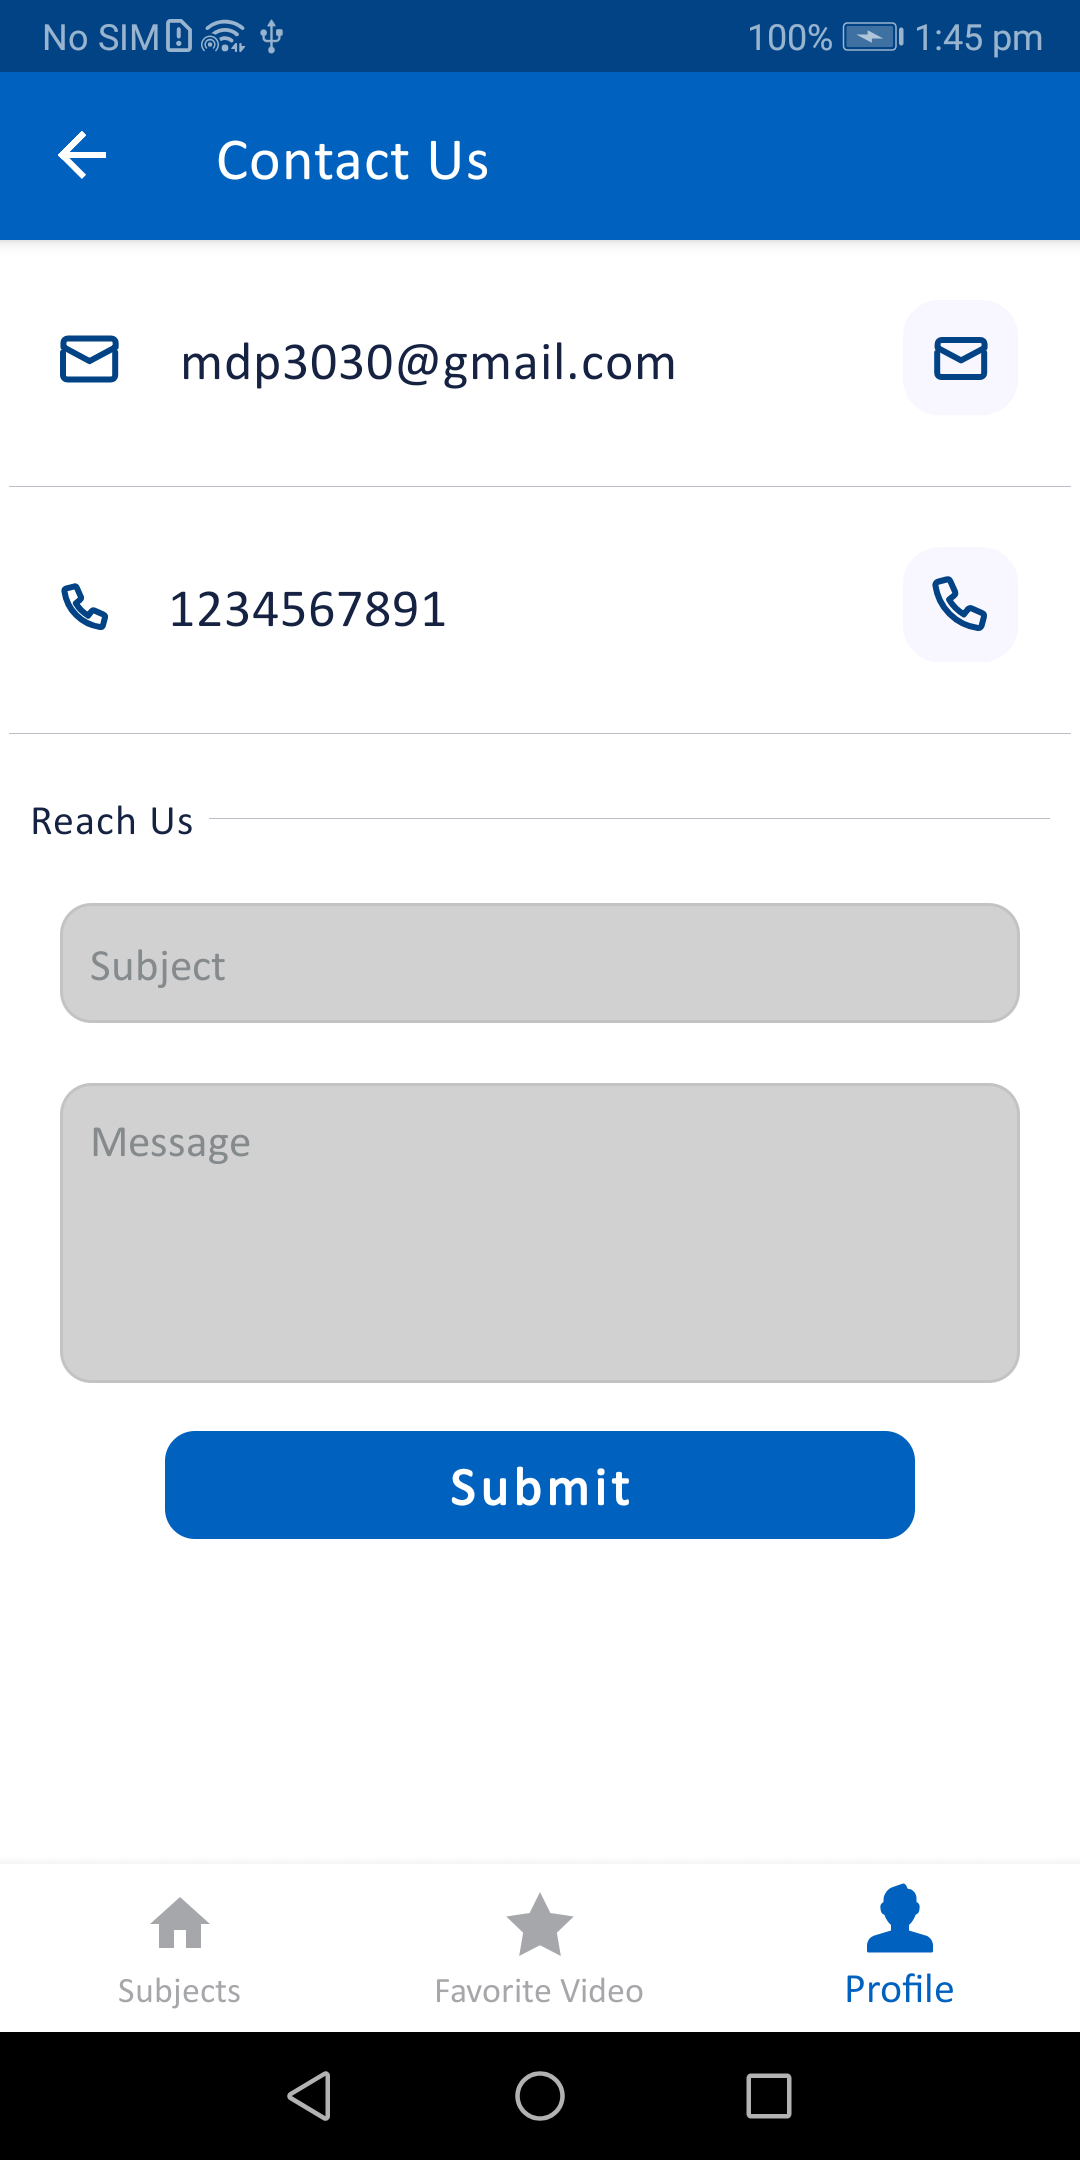 No SIM 100% 1:45 pm
Contact Us
mdp3030@gmail.com
1234567891
Reach Us
Subject
Message
Submit
Subjects Favorite Video Profile